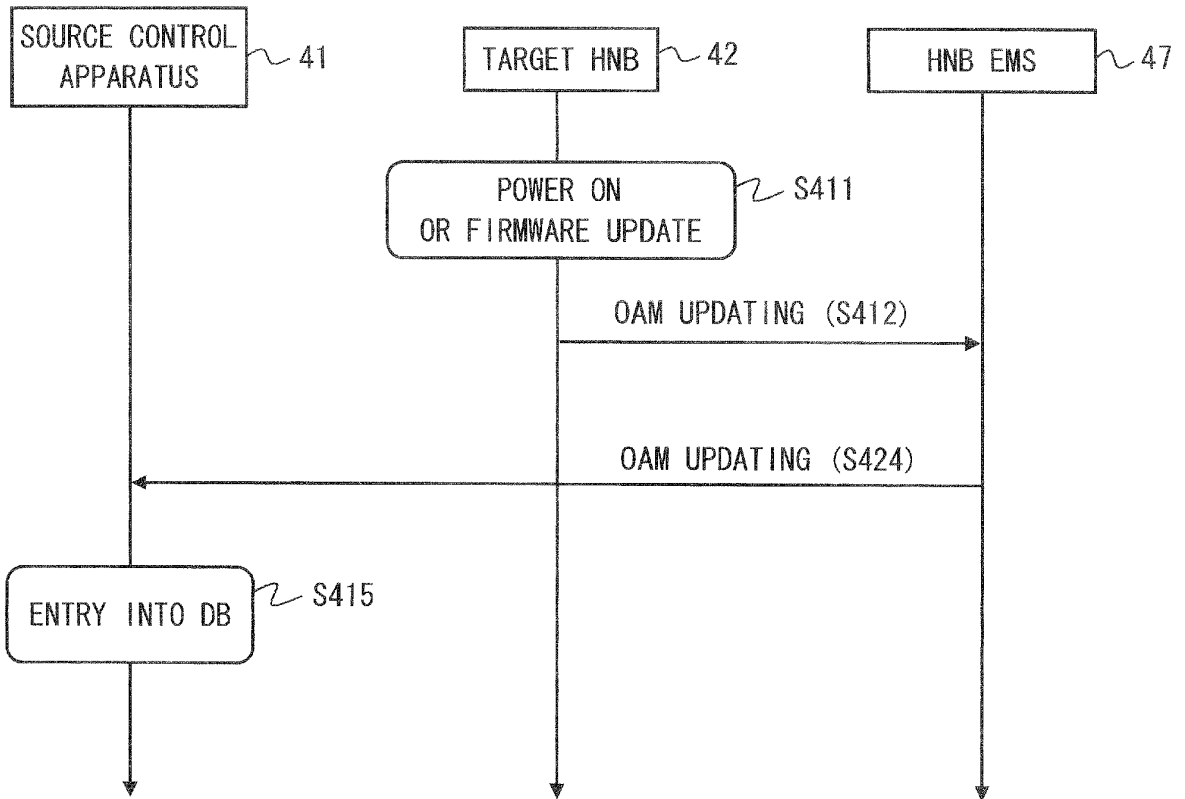 SOURCE CONTROL
APPARATUS
41
TARGET HNB
42
HNB EMS
47
POWER ON
OR FIRMWARE UPDATE
S411
OAM UPDATING (S412)
OAM UPDATING (S424)
ENTRY INTO DB
S415